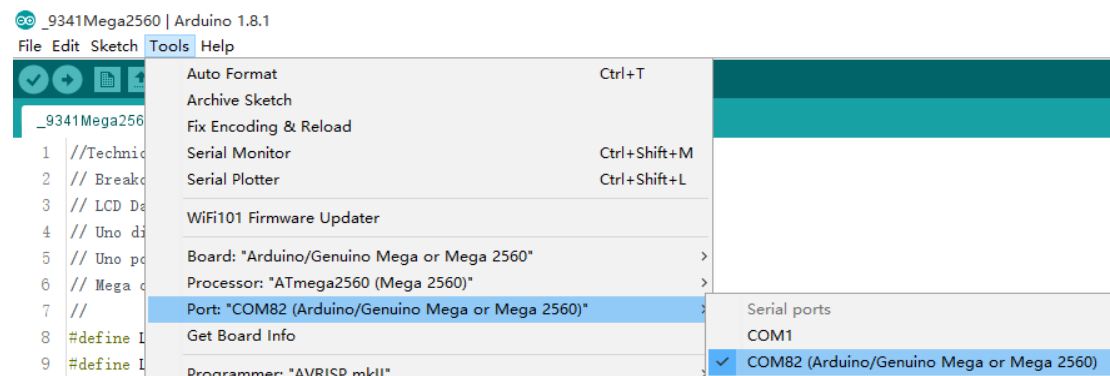 _9341Mega2560 | Arduino 1.8.1
File Edit Sketch Tools Help
Auto Format Ctrl+T
Archive Sketch
Fix Encoding & Reload
Serial Monitor Ctrl+Shift+M
Serial Plotter Ctrl+Shift+L
WiFi101 Firmware Updater
Board: "Arduino/Genuino Mega or Mega 2560"
Processor: "ATmega2560 (Mega 2560)"
Port: "COM82 (Arduino/Genuino Mega or Mega 2560)"
Get Board Info
Programmer: "AVRISP mkII"
Serial ports
COM1
COM82 (Arduino/Genuino Mega or Mega 2560)
_9341Mega256
1 //Technic
2 // Breako
3 // LCD Da
4 // Uno di
5 // Uno po
6 // Mega
7 //
8 #define
9 #define